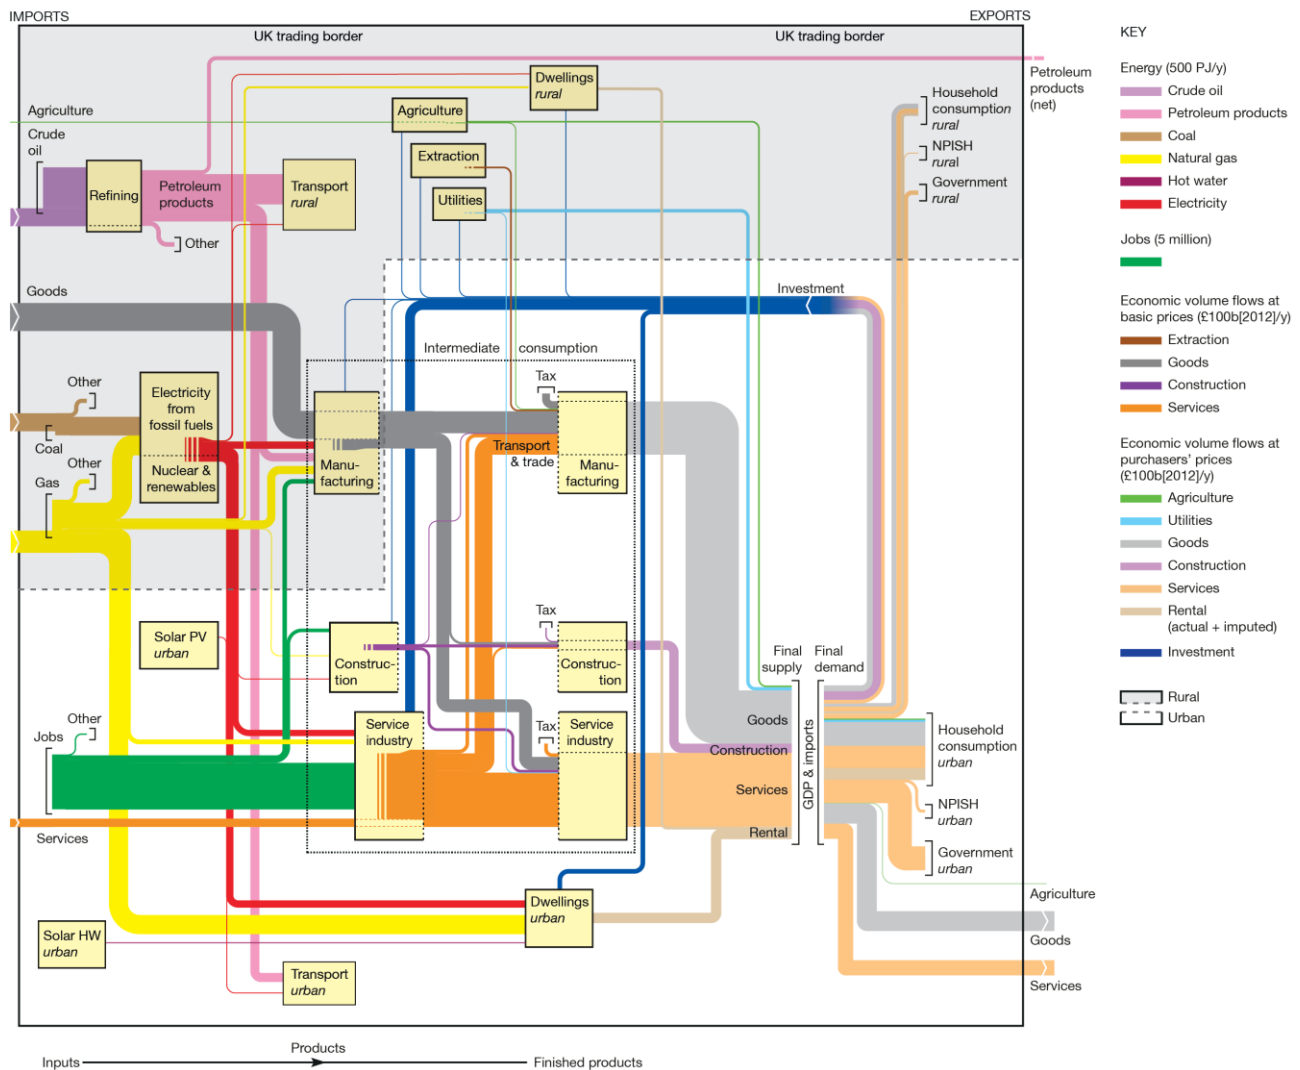 IMPORTS
EXPORTS
UK trading border
UK trading border
Petroleum
products
(net)
Dwellings
rural
Household
consumption
rural
NPISH
rural
Government
rural
Agriculture
Agriculture
Extraction
Utilities
Crude
oil
Refining
Petroleum
products
Transport
rural
Other
Goods
Investment
Intermediate consumption
Tax
Other
Coal
Electricity
from
fossil fuels
Nuclear &
renewables
Other
Gas
Manu-
facturing
Transport
& trade
Manu-
facturing
Solar PV
urban
Construc-
tion
Tax
Construc-
tion
Final
supply
Final
demand
GDP & imports
Goods
Construction
Services
Rental
Other
Jobs
Service
industry
Tax
Service
industry
Services
Household
consumption
urban
NPISH
urban
Government
urban
Agriculture
Goods
Services
Dwellings
urban
Solar HW
urban
Transport
urban
Inputs
Products
Finished products
KEY
Energy (500 PJ/y)
Crude oil
Petroleum products
Coal
Natural gas
Hot water
Electricity
Jobs (5 million)
Economic volume flows at
basic prices (£100b[2012]/y)
Extraction
Goods
Construction
Services
Economic volume flows at
purchasers' prices
(£100b[2012]/y)
Agriculture
Utilities
Goods
Construction
Services
Rental
(actual + imputed)
Investment
Rural
Urban